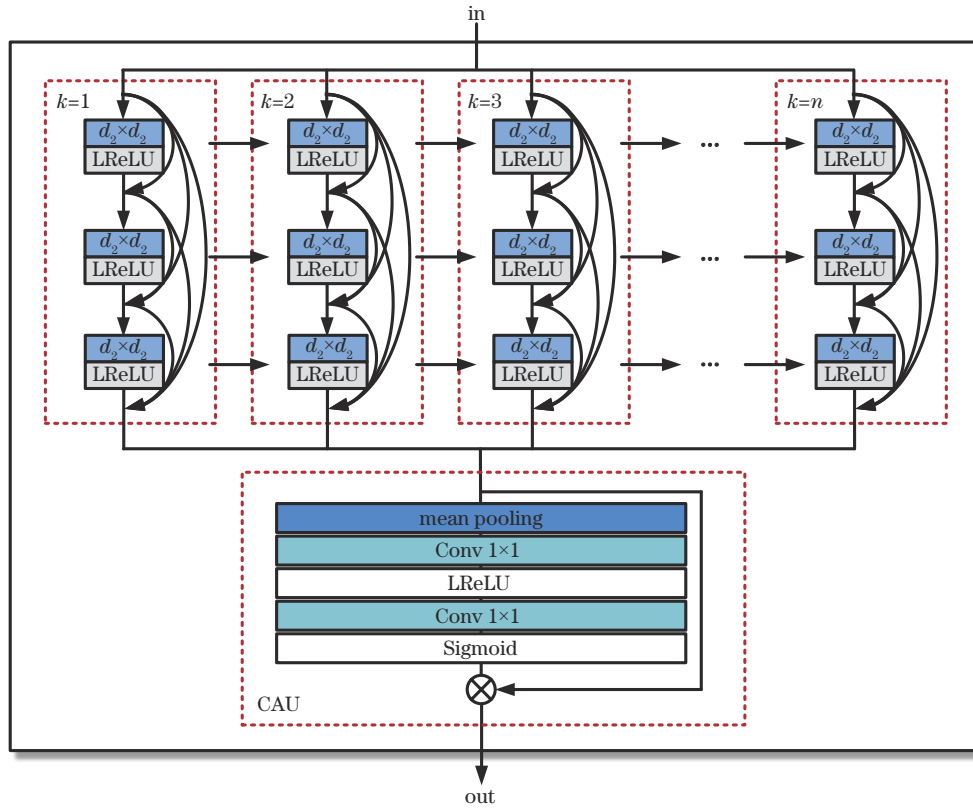 in
k=1 k=2 k=3 k=n
d₂×d₂ d₂×d₂ d₂×d₂ d₂×d₂
LReLU LReLU LReLU ... LReLU
d₂×d₂ d₂×d₂ d₂×d₂ d₂×d₂
LReLU LReLU LReLU ... LReLU
d₂×d₂ d₂×d₂ d₂×d₂ d₂×d₂
LReLU LReLU LReLU ... LReLU
mean pooling
Conv 1×1
LReLU
Conv 1×1
Sigmoid
CAU
out